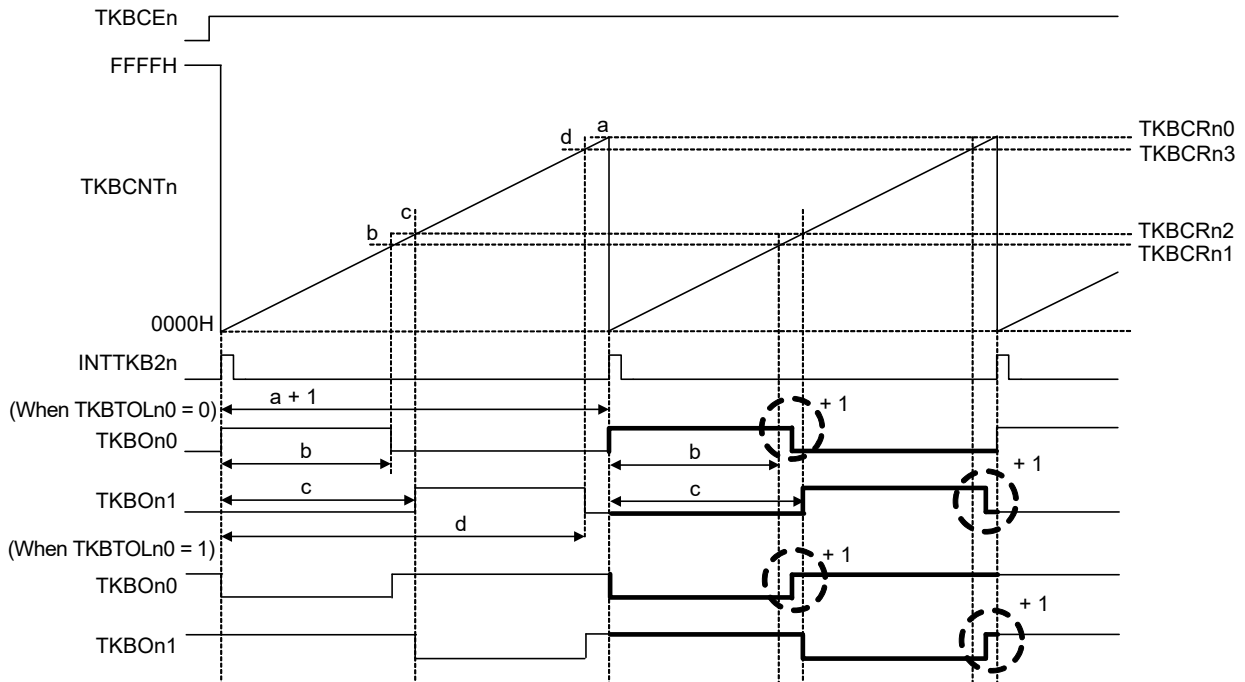 TKBCEn
FFFFH
a
TKBCRn0
d
TKBCRn3
TKBCNTn
c
TKBCRn2
b
TKBCRn1
0000H
INTTKB2n
a + 1
(When TKBTOLn0 = 0)
+ 1
TKBOn0
b
b
+ 1
c
c
TKBOn1
d
(When TKBTOLn0 = 1)
+ 1
TKBOn0
+ 1
TKBOn1